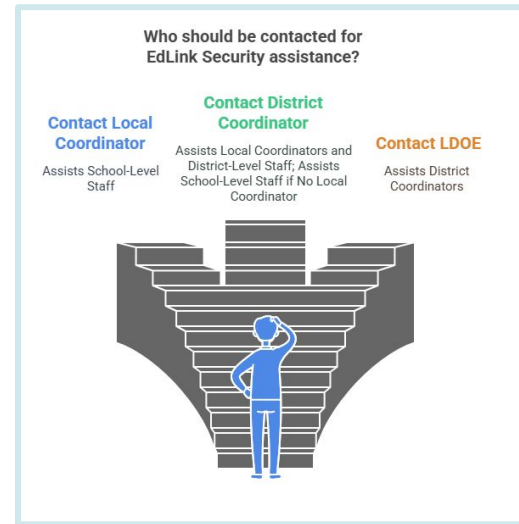 Who should be contacted for
EdLink Security assistance?
Contact Local
Coordinator
Assists School-Level
Staff
Contact District
Coordinator
Assists Local Coordinators and
District-Level Staff; Assists
School-Level Staff if No Local
Coordinator
Contact LDOE
Assists District
Coordinators